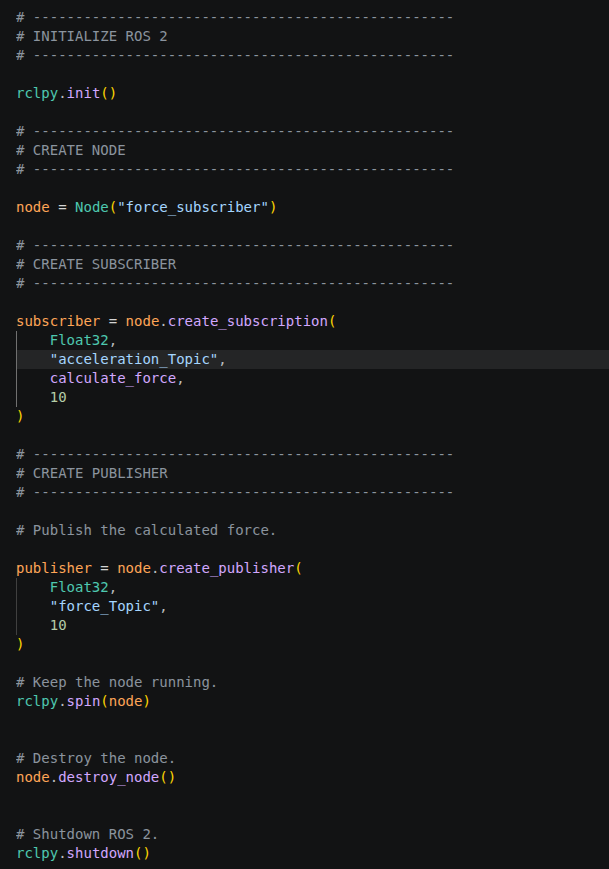 # --------------------------------------------------
# INITIALIZE ROS 2
# --------------------------------------------------
rclpy.init()
# --------------------------------------------------
# CREATE NODE
# --------------------------------------------------
node = Node("force_subscriber")
# --------------------------------------------------
# CREATE SUBSCRIBER
# --------------------------------------------------
subscriber = node.create_subscription(
    Float32,
    "acceleration_Topic",
    calculate_force,
    10
)
# --------------------------------------------------
# CREATE PUBLISHER
# --------------------------------------------------
# Publish the calculated force.
publisher = node.create_publisher(
    Float32,
    "force_Topic",
    10
)
# Keep the node running.
rclpy.spin(node)
# Destroy the node.
node.destroy_node()
# Shutdown ROS 2.
rclpy.shutdown()